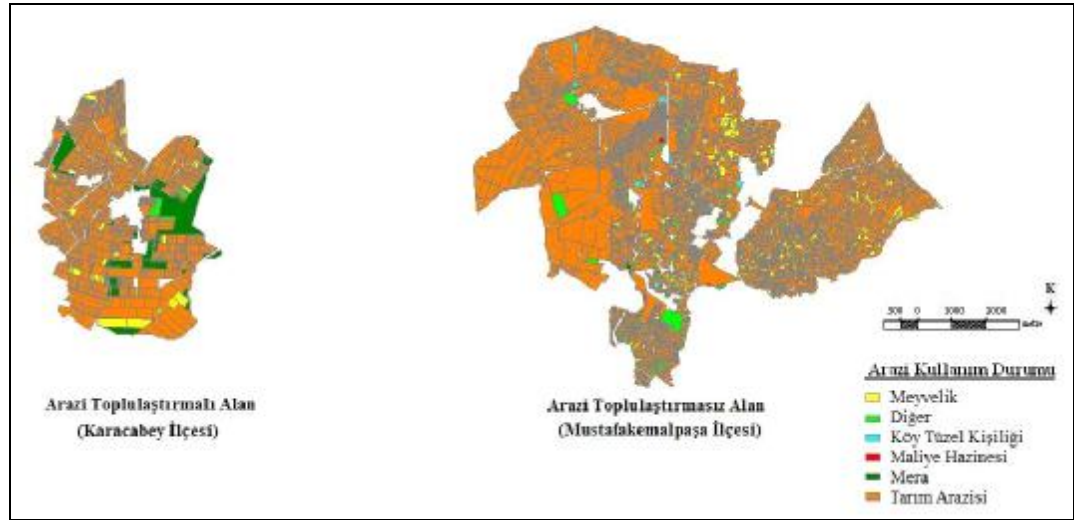 Arazi Toplulaştırmalı Alan
(Karacabey İlçesi)
Arazi Toplulaştırmasız Alan
(Mustafakemalpaşa İlçesi)
K
500 0 1000 2000
Arazi Kullanım Durumu
Meyvelik
Diğer
Köy Tüzel Kişiliği
Maliye Hazinesi
Mera
Tarım Arazisi